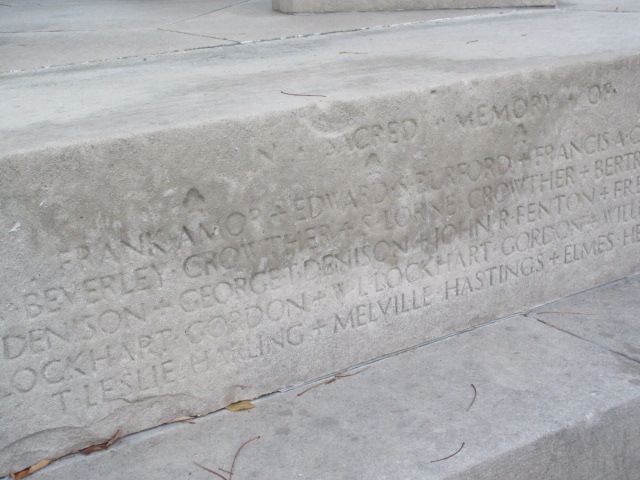 IN · SACRED · MEMORY · OF
FRANK · AMOR + EDWARD · S · BURFORD + FRANCIS · A · C
BEVERLEY · CROWTHER + S · LORNE · CROWTHER + BERTR
DENISON + GEORGE · T · DENISON + JOHN · R · FENTON + FRE
LOCKHART · GORDON + W · L · LOCKHART · GORDON + WILL
T · LESLIE · HARLING + MELVILLE · HASTINGS + ELMES · HE